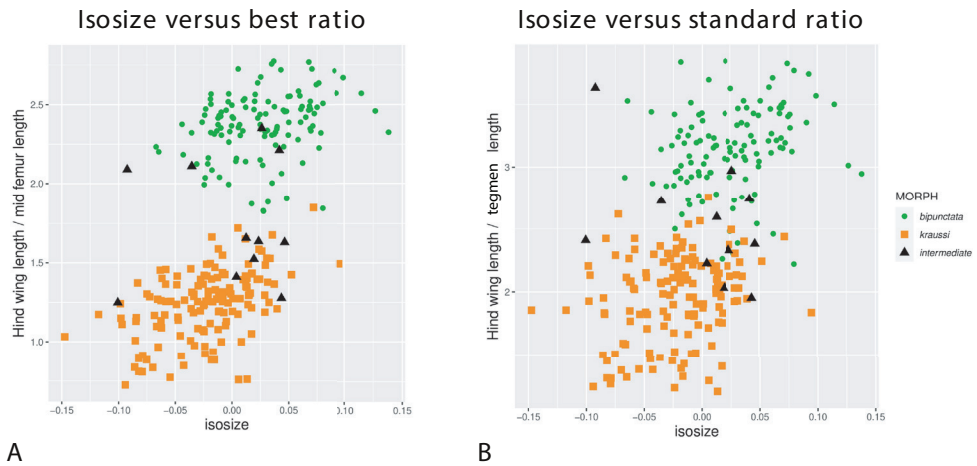 Isosize versus best ratio
Hind wing length / mid femur length
2.5
2.0
1.5
1.0
−0.15 −0.10 −0.05 0.00 0.05 0.10 0.15
isosize
A
Isosize versus standard ratio
Hind wing length / tegmen length
3
2
−0.15 −0.10 −0.05 0.00 0.05 0.10 0.15
isosize
B
MORPH
bipunctata
kraussi
intermediate